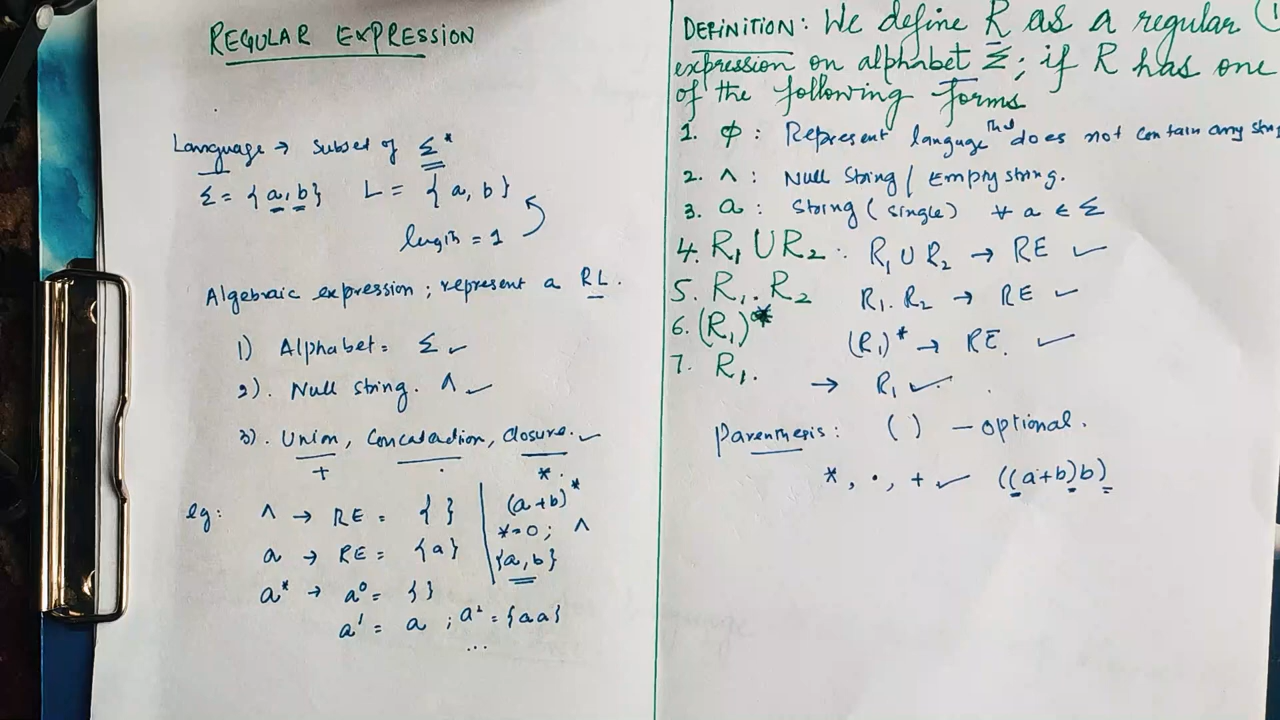 REGULAR EXPRESSION
Language → subset of Σ*
Σ = {a, b} L = {a, b}
length = 1
Algebraic expression ; represent a RL.
1) Alphabet = Σ ✓
2). Null string. ∧ ✓
3). Union, Concatenation, closure. ✓
+ . *.
eg: ∧ → RE = { }
a → RE = {a}
a* → a⁰ = { }
a¹ = a ; a² = {aa}
...
(a+b)*
*=0; ∧
{a, b}
DEFINITION: We define R as a regular
expression on alphabet Σ; if R has one
of the following forms
1. φ : Represent languge that does not contain any
2. ∧ : Null String / Empty string.
3. a : String (single) ∀ a ∈ Σ
4. R₁ ∪ R₂ : R₁ ∪ R₂ → RE ✓
5. R₁. R₂ R₁. R₂ → RE ✓
6. (R₁)* (R₁)* → RE. ✓
7. R₁. → R₁ ✓
Parenthesis: ( ) – optional.
*, ., + ✓ ((a+b)b)